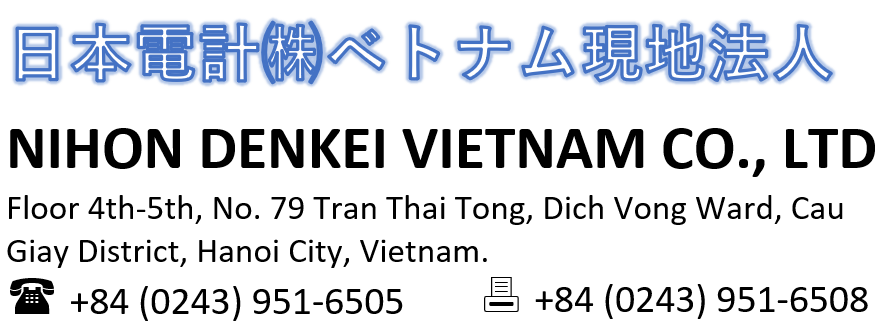 日本電計㈱ベトナム現地法人
NIHON DENKEI VIETNAM CO., LTD
Floor 4th-5th, No. 79 Tran Thai Tong, Dich Vong Ward, Cau
Giay District, Hanoi City, Vietnam.
+84 (0243) 951-6505 +84 (0243) 951-6508